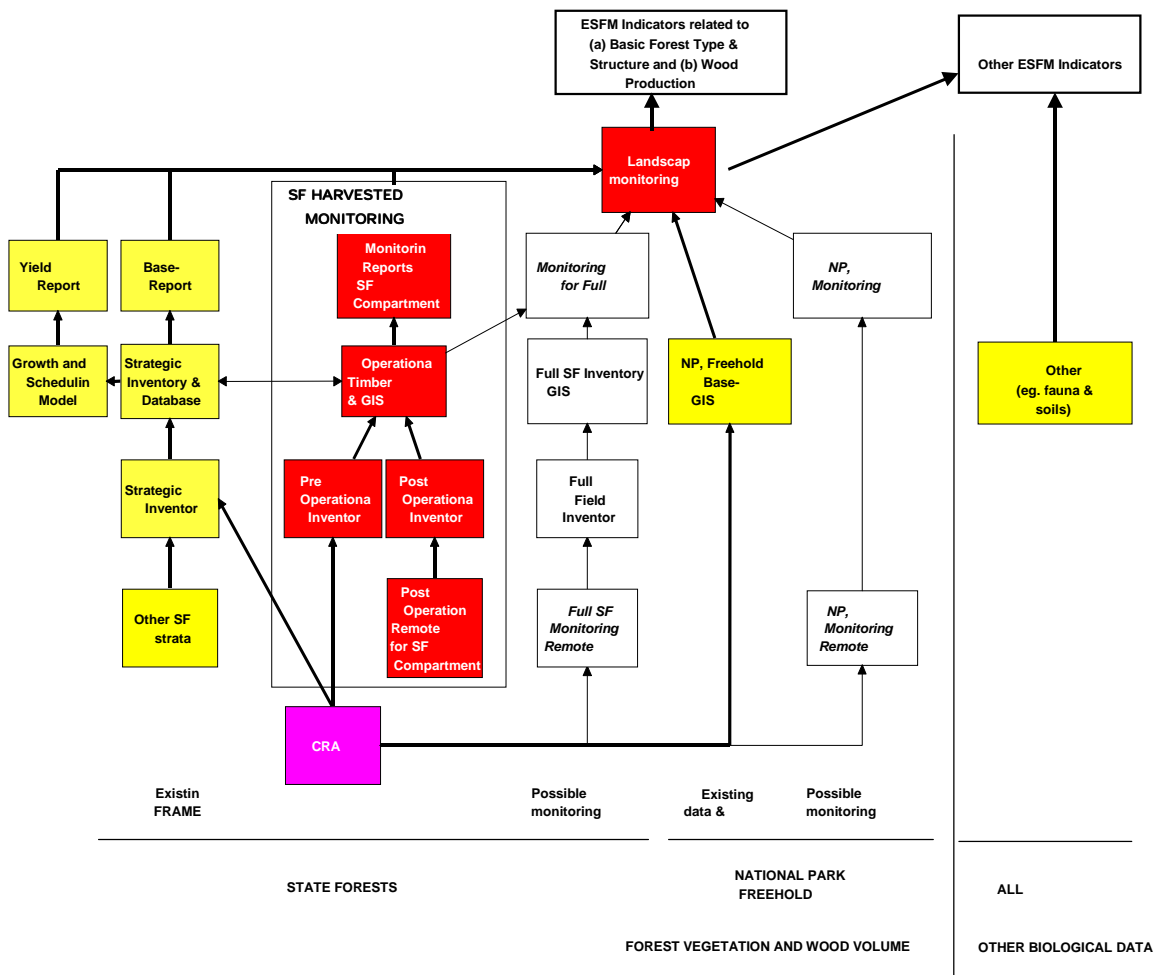 ESFM Indicators related to
(a) Basic Forest Type &
Structure and (b) Wood
Production
Other ESFM Indicators
Landscap
monitoring
SF HARVESTED
MONITORING
Yield
Report
Base-
Report
Monitorin
Reports
SF
Compartment
Monitoring
for Full
NP,
Monitoring
Growth and
Schedulin
Model
Strategic
Inventory &
Database
Operationa
Timber
& GIS
Full SF Inventory
GIS
NP, Freehold
Base-
GIS
Other
(eg. fauna &
soils)
Strategic
Inventor
Pre
Operationa
Inventor
Post
Operationa
Inventor
Full
Field
Inventor
Other SF
strata
Post
Operation
Remote
for SF
Compartment
Full SF
Monitoring
Remote
NP,
Monitoring
Remote
CRA
Existin
FRAME
Possible
monitoring
Existing
data &
Possible
monitoring
STATE FORESTS
NATIONAL PARK
FREEHOLD
ALL
FOREST VEGETATION AND WOOD VOLUME
OTHER BIOLOGICAL DATA